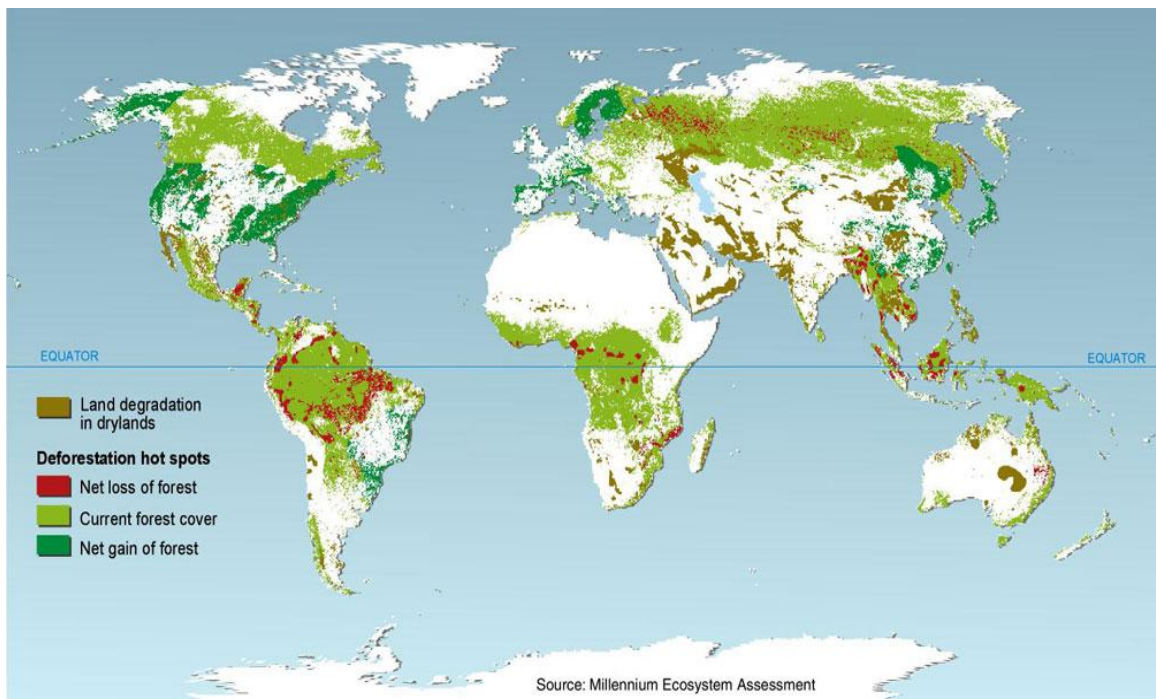 EQUATOR
EQUATOR
Land degradation
in drylands
Deforestation hot spots
Net loss of forest
Current forest cover
Net gain of forest
Source: Millennium Ecosystem Assessment